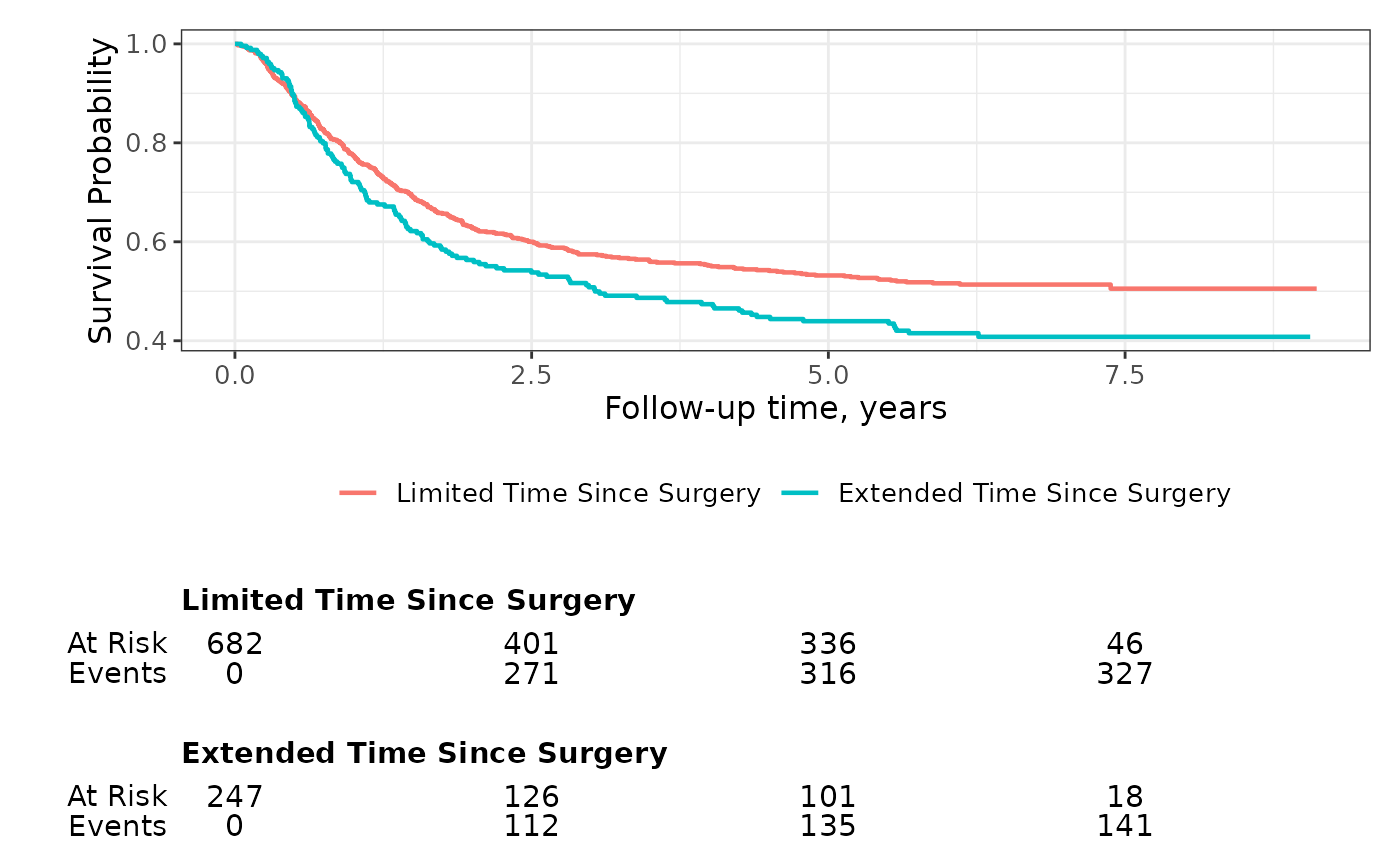 Survival Probability
1.0
0.8
0.6
0.4
0.0 2.5 5.0 7.5
Follow-up time, years
Limited Time Since Surgery Extended Time Since Surgery
Limited Time Since Surgery
At Risk 682 401 336 46
Events 0 271 316 327
Extended Time Since Surgery
At Risk 247 126 101 18
Events 0 112 135 141